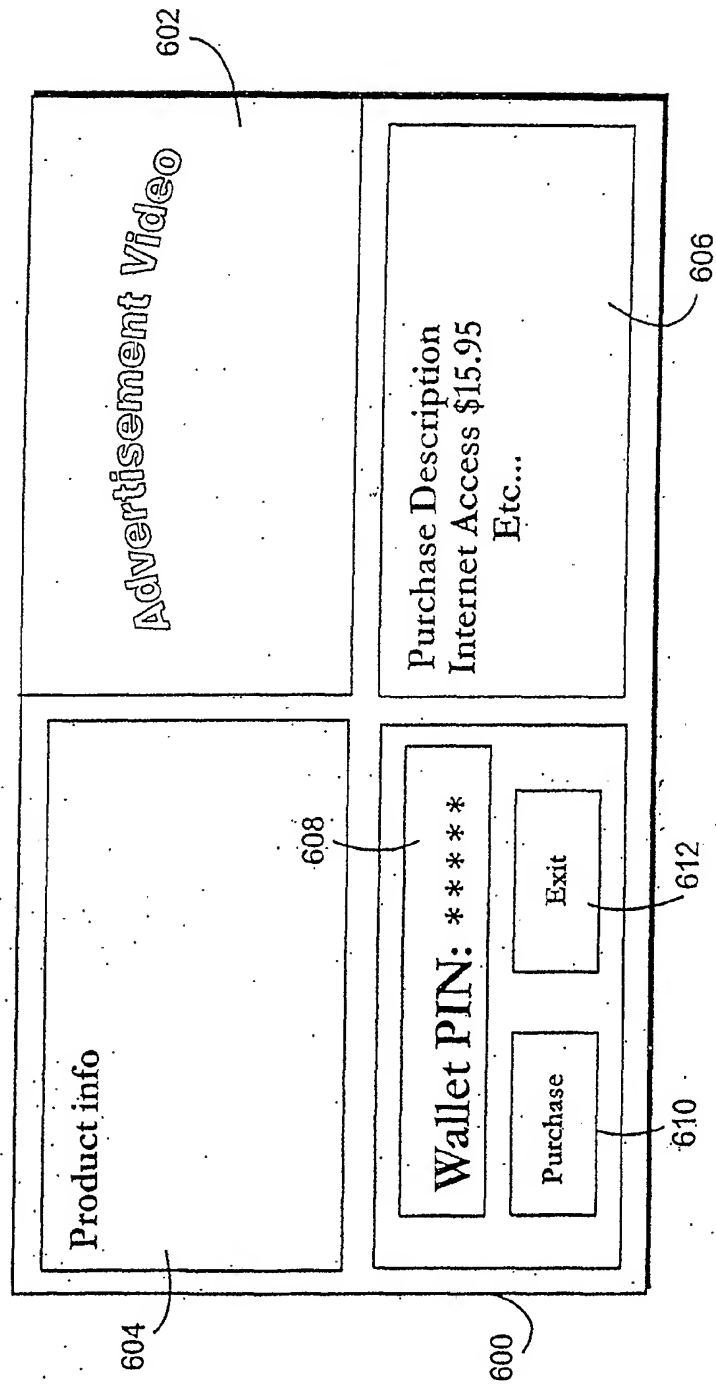 604
Product info
602
Advertisement Video
600
608
Wallet PIN: *****
610
Purchase
612
Exit
606
Purchase Description
Internet Access $15.95
Etc...